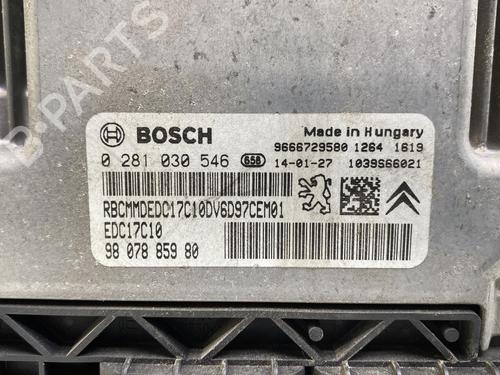 B-PARTS
BOSCH
Made in Hungary
9666729580 1264 1619
0 281 030 546 658 14-01-27 1039S66021
RBCMMDEDC17C10DV6D97CEM01
EDC17C10
98 078 859 80